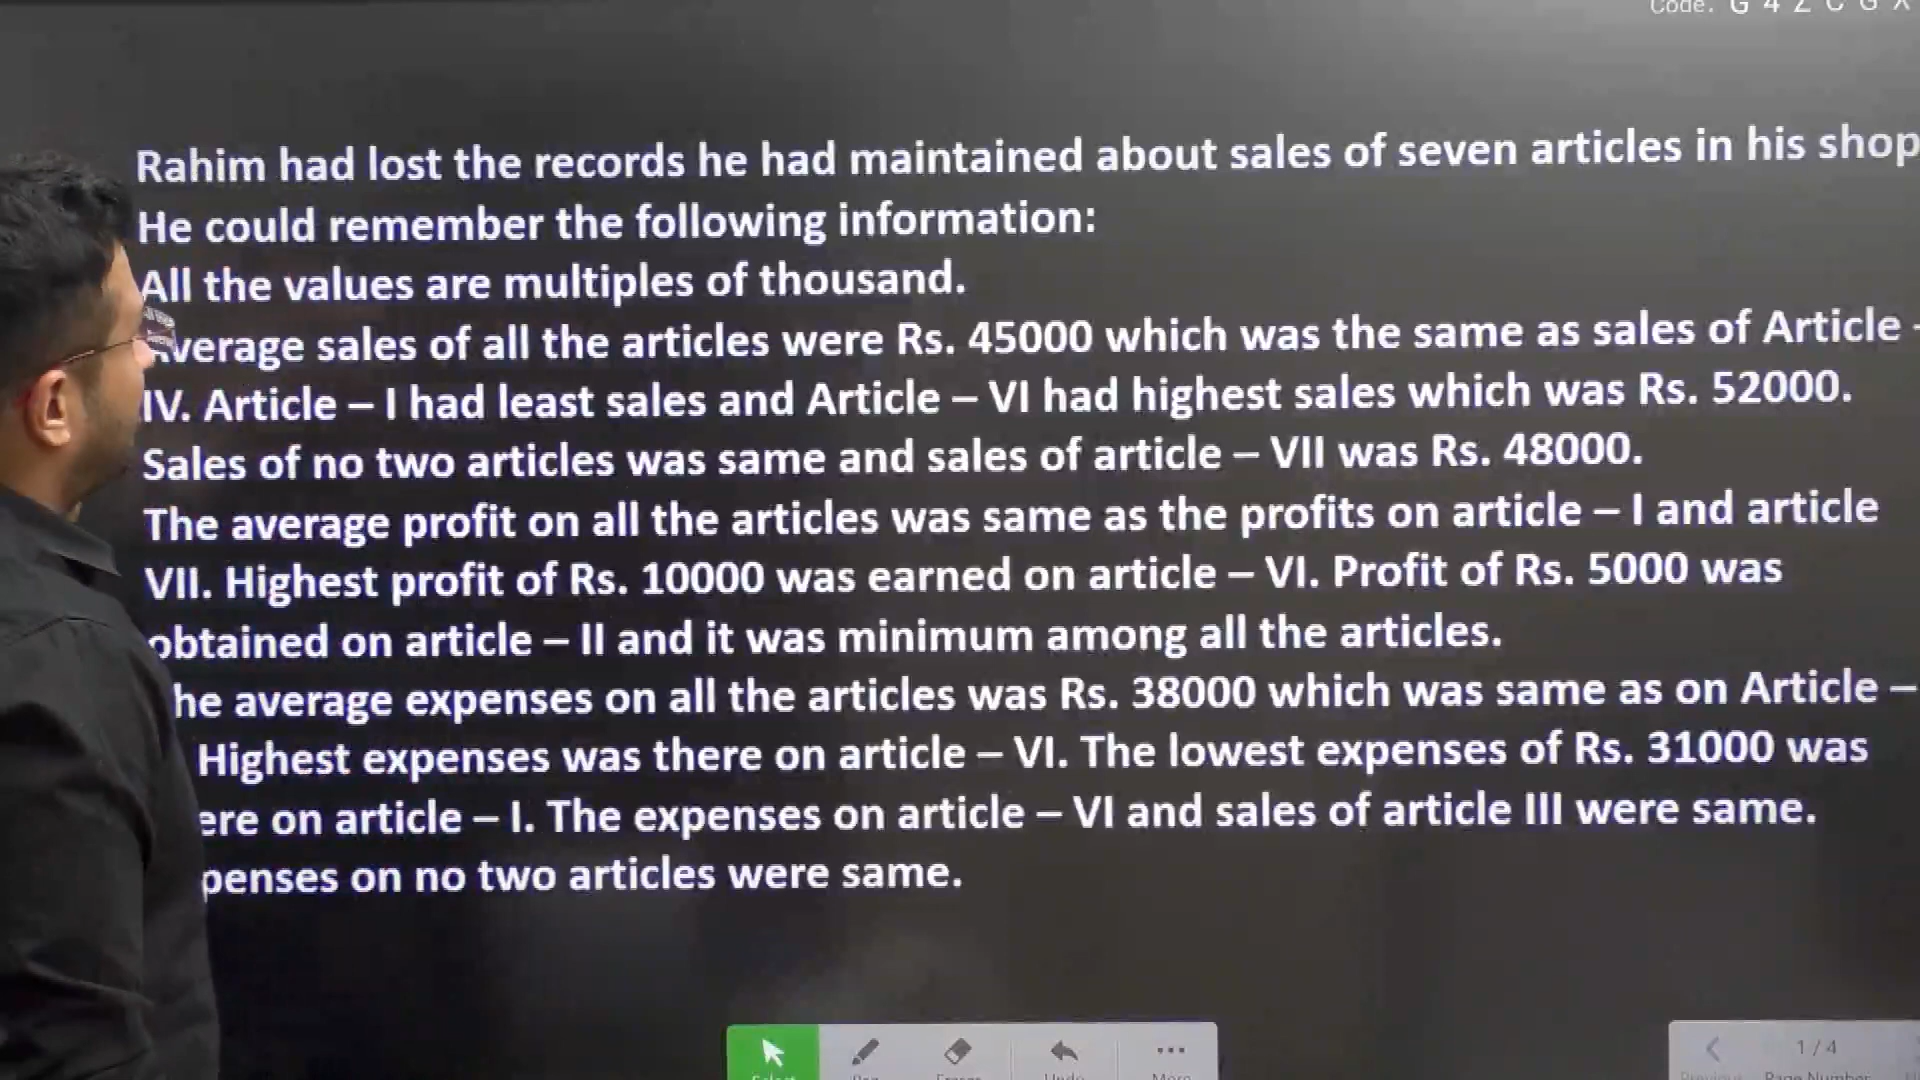 Code: G 4 Z C G X
Rahim had lost the records he had maintained about sales of seven articles in his shop
He could remember the following information:
All the values are multiples of thousand.
Average sales of all the articles were Rs. 45000 which was the same as sales of Article –
IV. Article – I had least sales and Article – VI had highest sales which was Rs. 52000.
Sales of no two articles was same and sales of article – VII was Rs. 48000.
The average profit on all the articles was same as the profits on article – I and article
VII. Highest profit of Rs. 10000 was earned on article – VI. Profit of Rs. 5000 was
obtained on article – II and it was minimum among all the articles.
he average expenses on all the articles was Rs. 38000 which was same as on Article –
Highest expenses was there on article – VI. The lowest expenses of Rs. 31000 was
ere on article – I. The expenses on article – VI and sales of article III were same.
penses on no two articles were same.
Select Pen Eraser Undo More
1 / 4
Previous Page Number